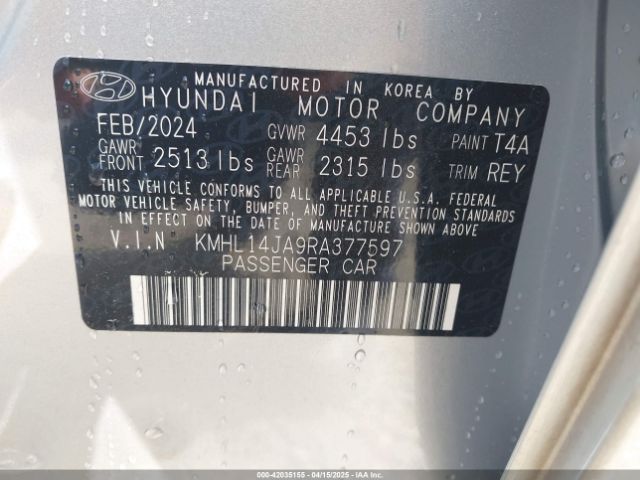 MANUFACTURED IN KOREA BY
HYUNDAI MOTOR COMPANY
FEB/2024 GVWR 4453 lbs PAINT T4A
GAWR FRONT 2513 lbs GAWR REAR 2315 lbs TRIM REY
THIS VEHICLE CONFORMS TO ALL APPLICABLE U.S.A. FEDERAL
MOTOR VEHICLE SAFETY, BUMPER, AND THEFT PREVENTION STANDARDS
IN EFFECT ON THE DATE OF MANUFACTURE SHOWN ABOVE.
V.I.N KMHL14JA9RA377597
PASSENGER CAR
000-42035155 - 04/15/2025 - IAAI.COM